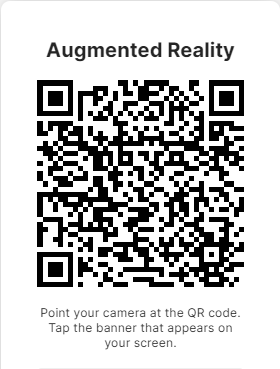 Augmented Reality
Point your camera at the QR code.
Tap the banner that appears on
your screen.